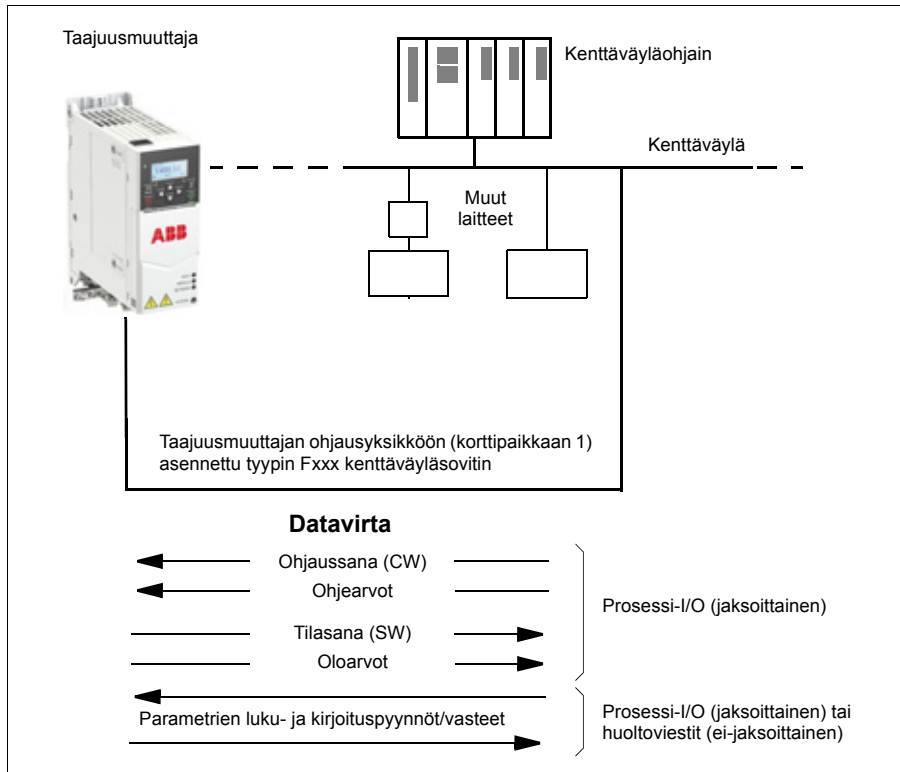 Taajuusmuuttaja
Kenttäväyläohjain
Kenttäväylä
Muut
laitteet
ABB
Taajuusmuuttajan ohjausyksikköön (korttipaikkaan 1)
asennettu tyypin Fxxx kenttäväyläsovitin
Datavirta
Ohjaussana (CW)
Ohjearvot
Tilasana (SW)
Oloarvot
Prosessi-I/O (jaksoittainen)
Parametrien luku- ja kirjoituspyynnöt/vasteet
Prosessi-I/O (jaksoittainen) tai
huoltoviestit (ei-jaksoittainen)